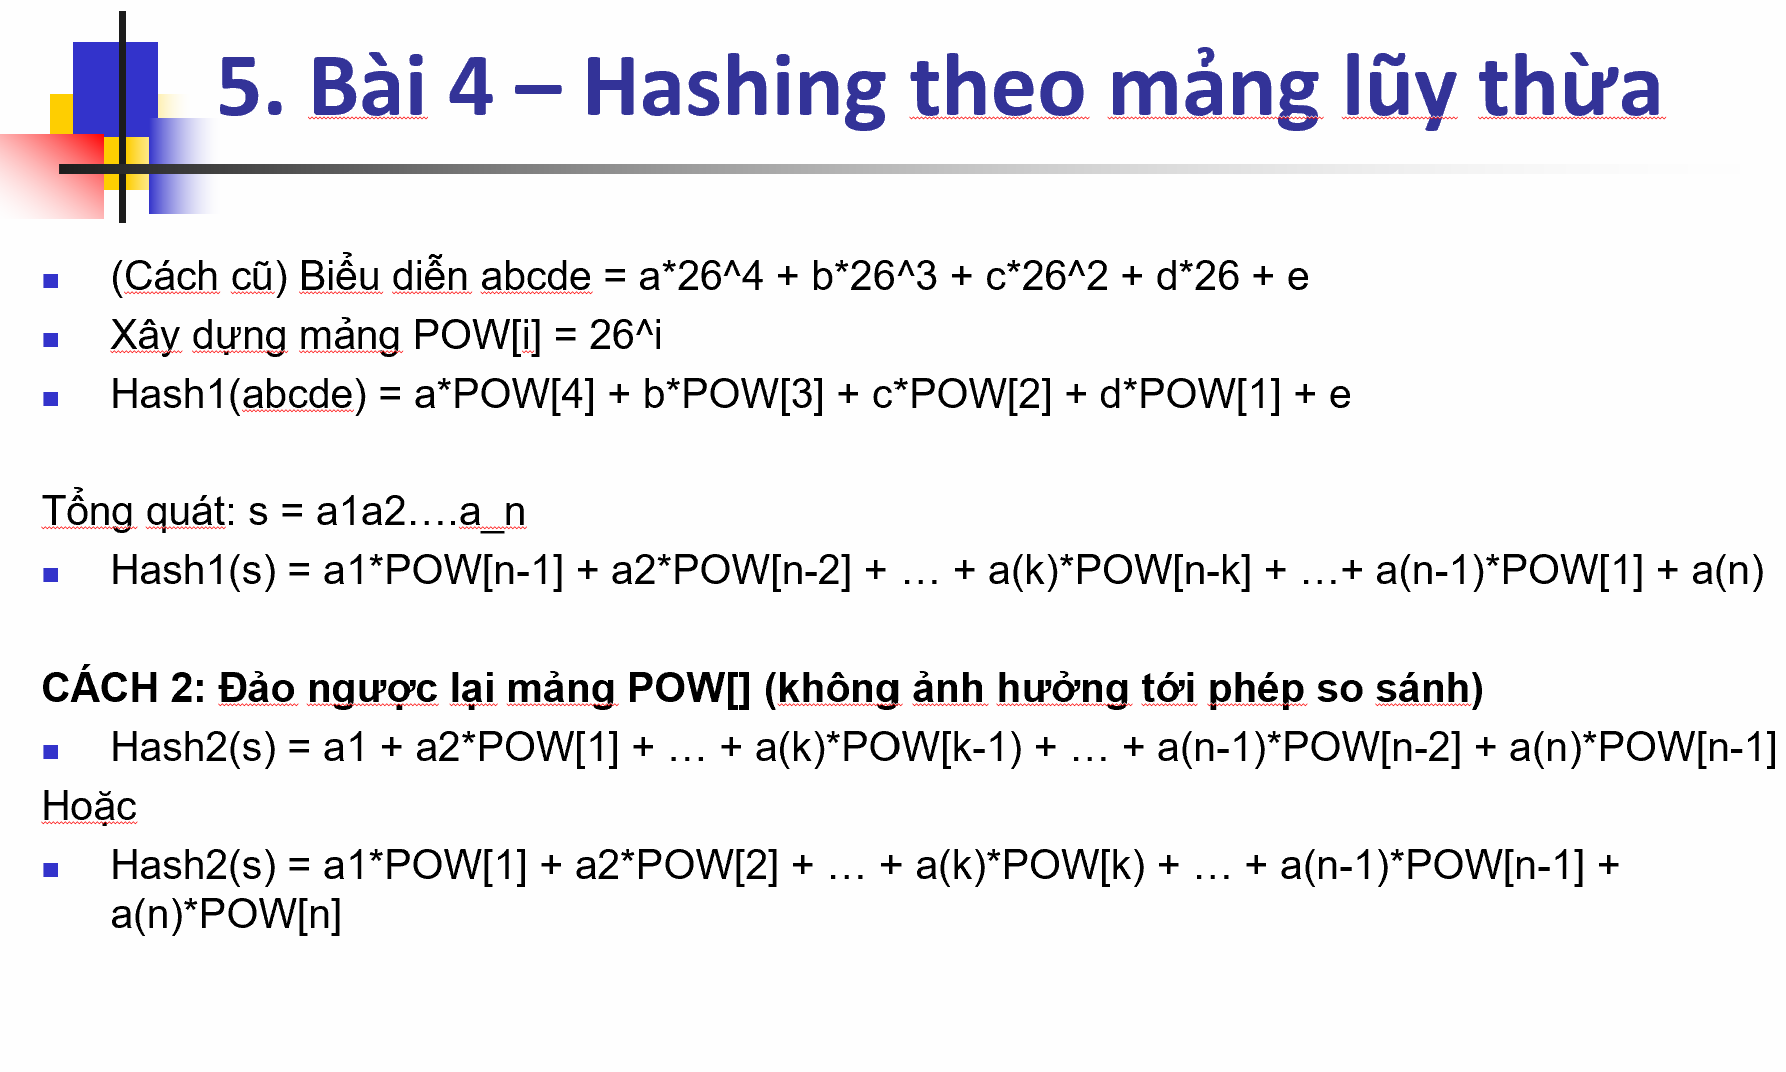 5. Bài 4 – Hashing theo mảng lũy thừa
(Cách cũ) Biểu diễn abcde = a*26^4 + b*26^3 + c*26^2 + d*26 + e
Xây dựng mảng POW[i] = 26^i
Hash1(abcde) = a*POW[4] + b*POW[3] + c*POW[2] + d*POW[1] + e
Tổng quát: s = a1a2….a_n
Hash1(s) = a1*POW[n-1] + a2*POW[n-2] + … + a(k)*POW[n-k] + …+ a(n-1)*POW[1] + a(n)
CÁCH 2: Đảo ngược lại mảng POW[] (không ảnh hưởng tới phép so sánh)
Hash2(s) = a1 + a2*POW[1] + … + a(k)*POW[k-1) + … + a(n-1)*POW[n-2] + a(n)*POW[n-1]
Hoặc
Hash2(s) = a1*POW[1] + a2*POW[2] + … + a(k)*POW[k) + … + a(n-1)*POW[n-1] +
a(n)*POW[n]